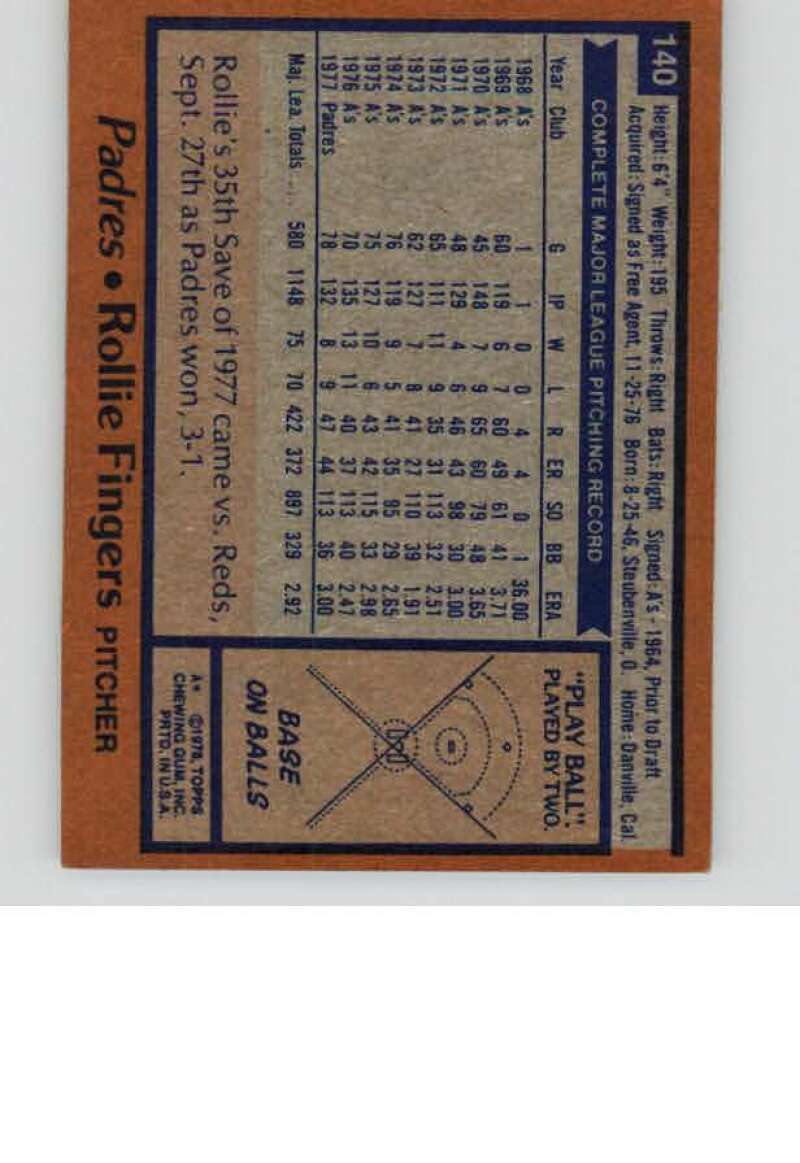 140
Height: 6'4" Weight: 195 Throws: Right Bats: Right Signed: A's - 1964, Prior to Draft
Acquired: Signed as Free Agent, 11-25-76 Born: 8-25-46, Steubenville, O. Home: Danville, Cal.
COMPLETE MAJOR LEAGUE PITCHING RECORD
Year Club G IP W L R ER SO BB ERA
1968 A's 1 1 0 0 4 4 0 1 36.00
1969 A's 60 119 6 7 60 49 61 41 3.71
1970 A's 45 148 7 9 65 60 79 48 3.65
1971 A's 48 129 4 6 46 43 98 30 3.00
1972 A's 65 111 11 9 35 31 113 32 2.51
1973 A's 62 127 7 8 41 27 110 39 1.91
1974 A's 76 119 9 5 41 35 95 29 2.65
1975 A's 75 127 10 6 43 42 115 33 2.98
1976 A's 70 135 13 11 40 37 113 40 2.47
1977 Padres 78 132 8 9 47 44 113 36 3.00
Maj. Lea. Totals 580 1148 75 70 422 372 897 329 2.92
Rollie's 35th Save of 1977 came vs. Reds,
Sept. 27th as Padres won, 3-1.
"PLAY BALL":
PLAYED BY TWO.
BASE
ON BALLS
A* ©1978, TOPPS
CHEWING GUM, INC.
PRTD. IN U.S.A.
Padres • Rollie Fingers PITCHER